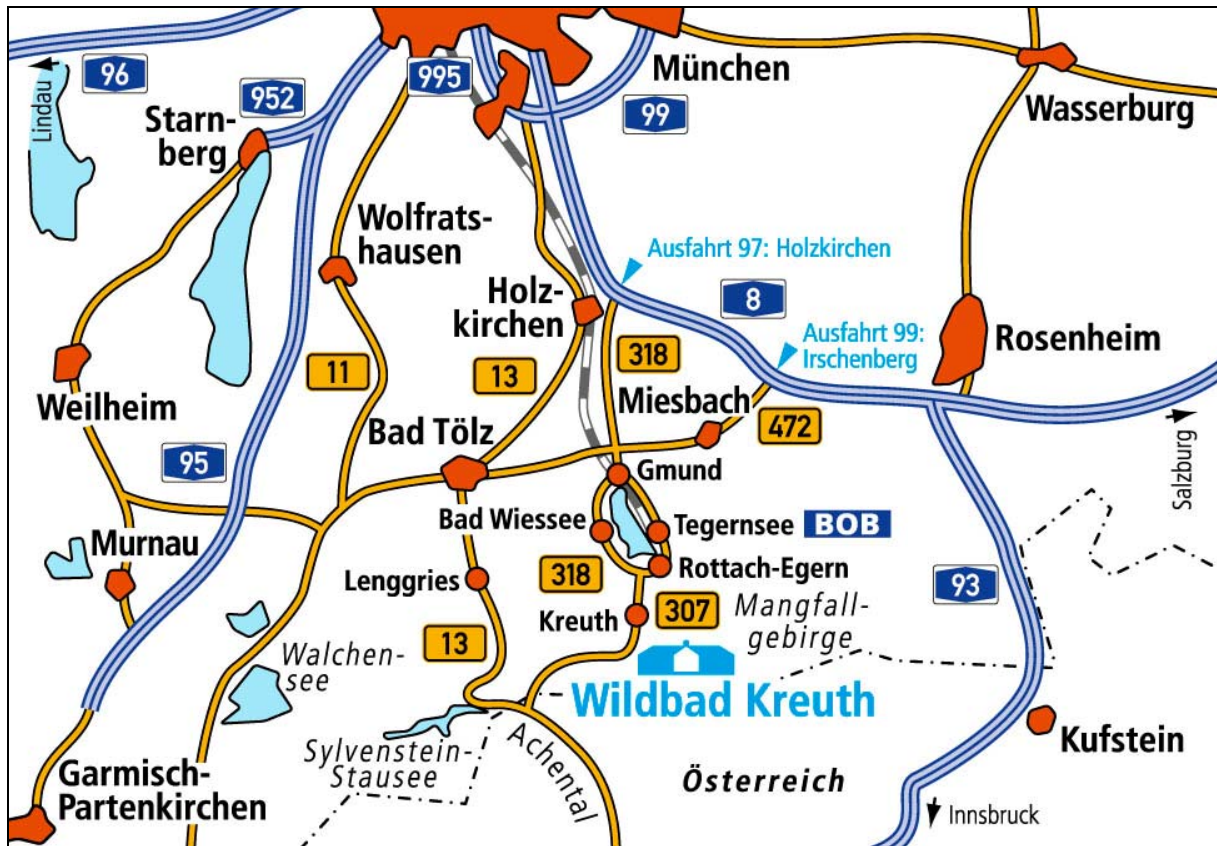 96
Lindau
952
Starn-
berg
995
München
99
Wasserburg
Wolfrats-
hausen
Ausfahrt 97: Holzkirchen
Holz-
kirchen
8
Ausfahrt 99:
Irschenberg
Rosenheim
11
13
318
Weilheim
Miesbach
472
Bad Tölz
95
Gmund
Salzburg
Bad Wiessee
Tegernsee
BOB
Murnau
Lenggries
318
Rottach-Egern
93
Kreuth
307
Mangfall-
gebirge
13
Walchen-
see
Wildbad Kreuth
Sylvenstein-
Stausee
Achental
Kufstein
Garmisch-
Partenkirchen
Österreich
Innsbruck